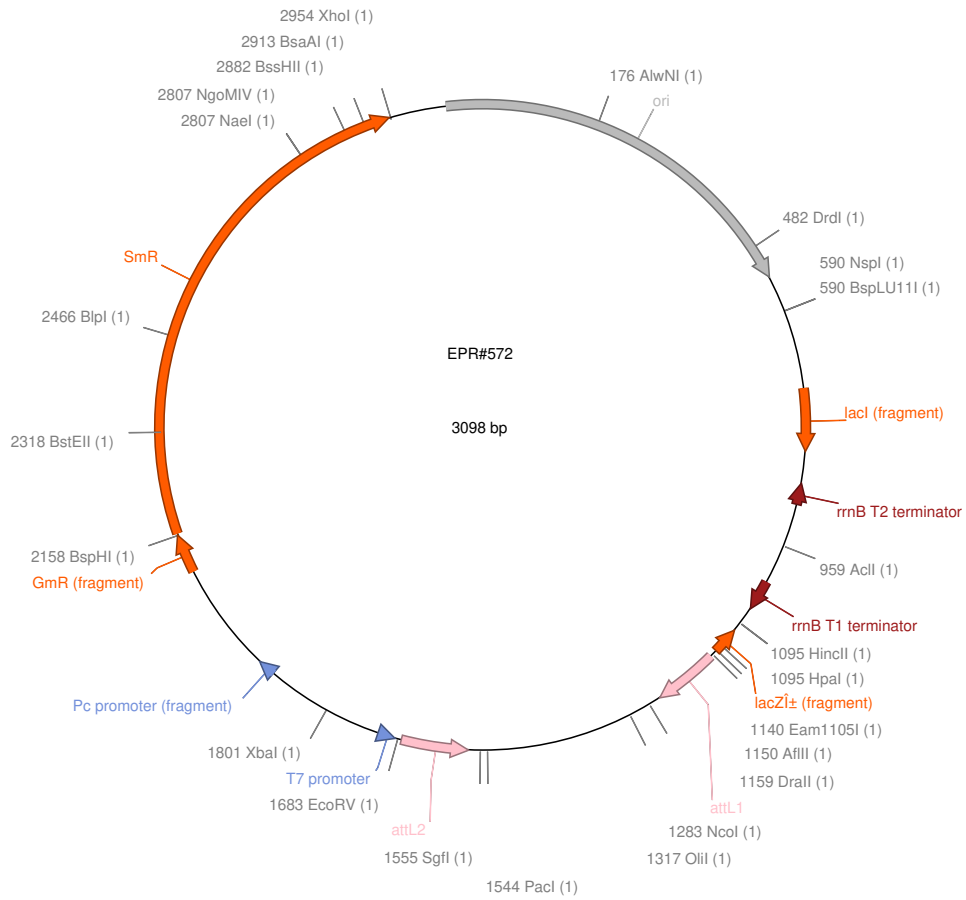 2954 XhoI (1)
2913 BsaAI (1)
2882 BssHII (1)
2807 NgoMIV (1)
2807 NaeI (1)
176 AlwNI (1)
ori
482 DrdI (1)
590 NspI (1)
590 BspLU11I (1)
SmR
2466 BlpI (1)
EPR#572
3098 bp
lacI (fragment)
2318 BstEII (1)
rrnB T2 terminator
2158 BspHI (1)
959 AclI (1)
GmR (fragment)
rrnB T1 terminator
1095 HincII (1)
1095 HpaI (1)
Pc promoter (fragment)
lacZÎ± (fragment)
1140 Eam1105I (1)
1801 XbaI (1)
1150 AflIII (1)
T7 promoter
1159 DraII (1)
1683 EcoRV (1)
attL1
attL2
1283 NcoI (1)
1555 SgfI (1)
1317 OliI (1)
1544 PacI (1)